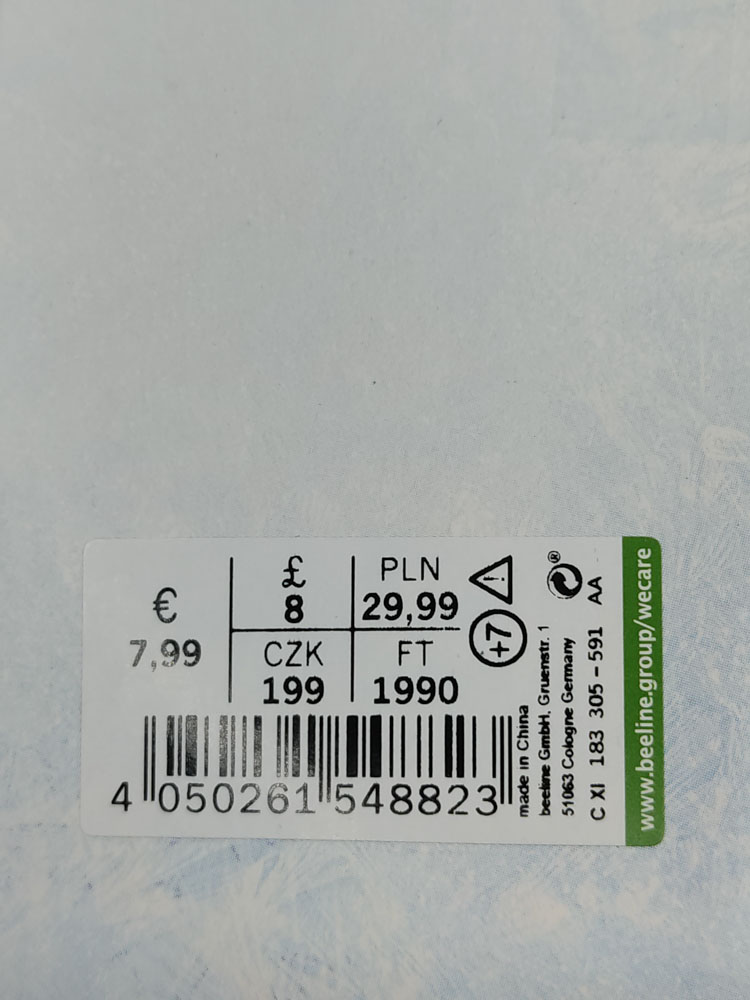 €
7,99
£
8
PLN
29,99
CZK
199
FT
1990
+7
4 050261 548823
made in China
beeline GmbH, Gruenstr. 1
51063 Cologne Germany
C XI 183 305 - 591 AA
®
www.beeline.group/wecare